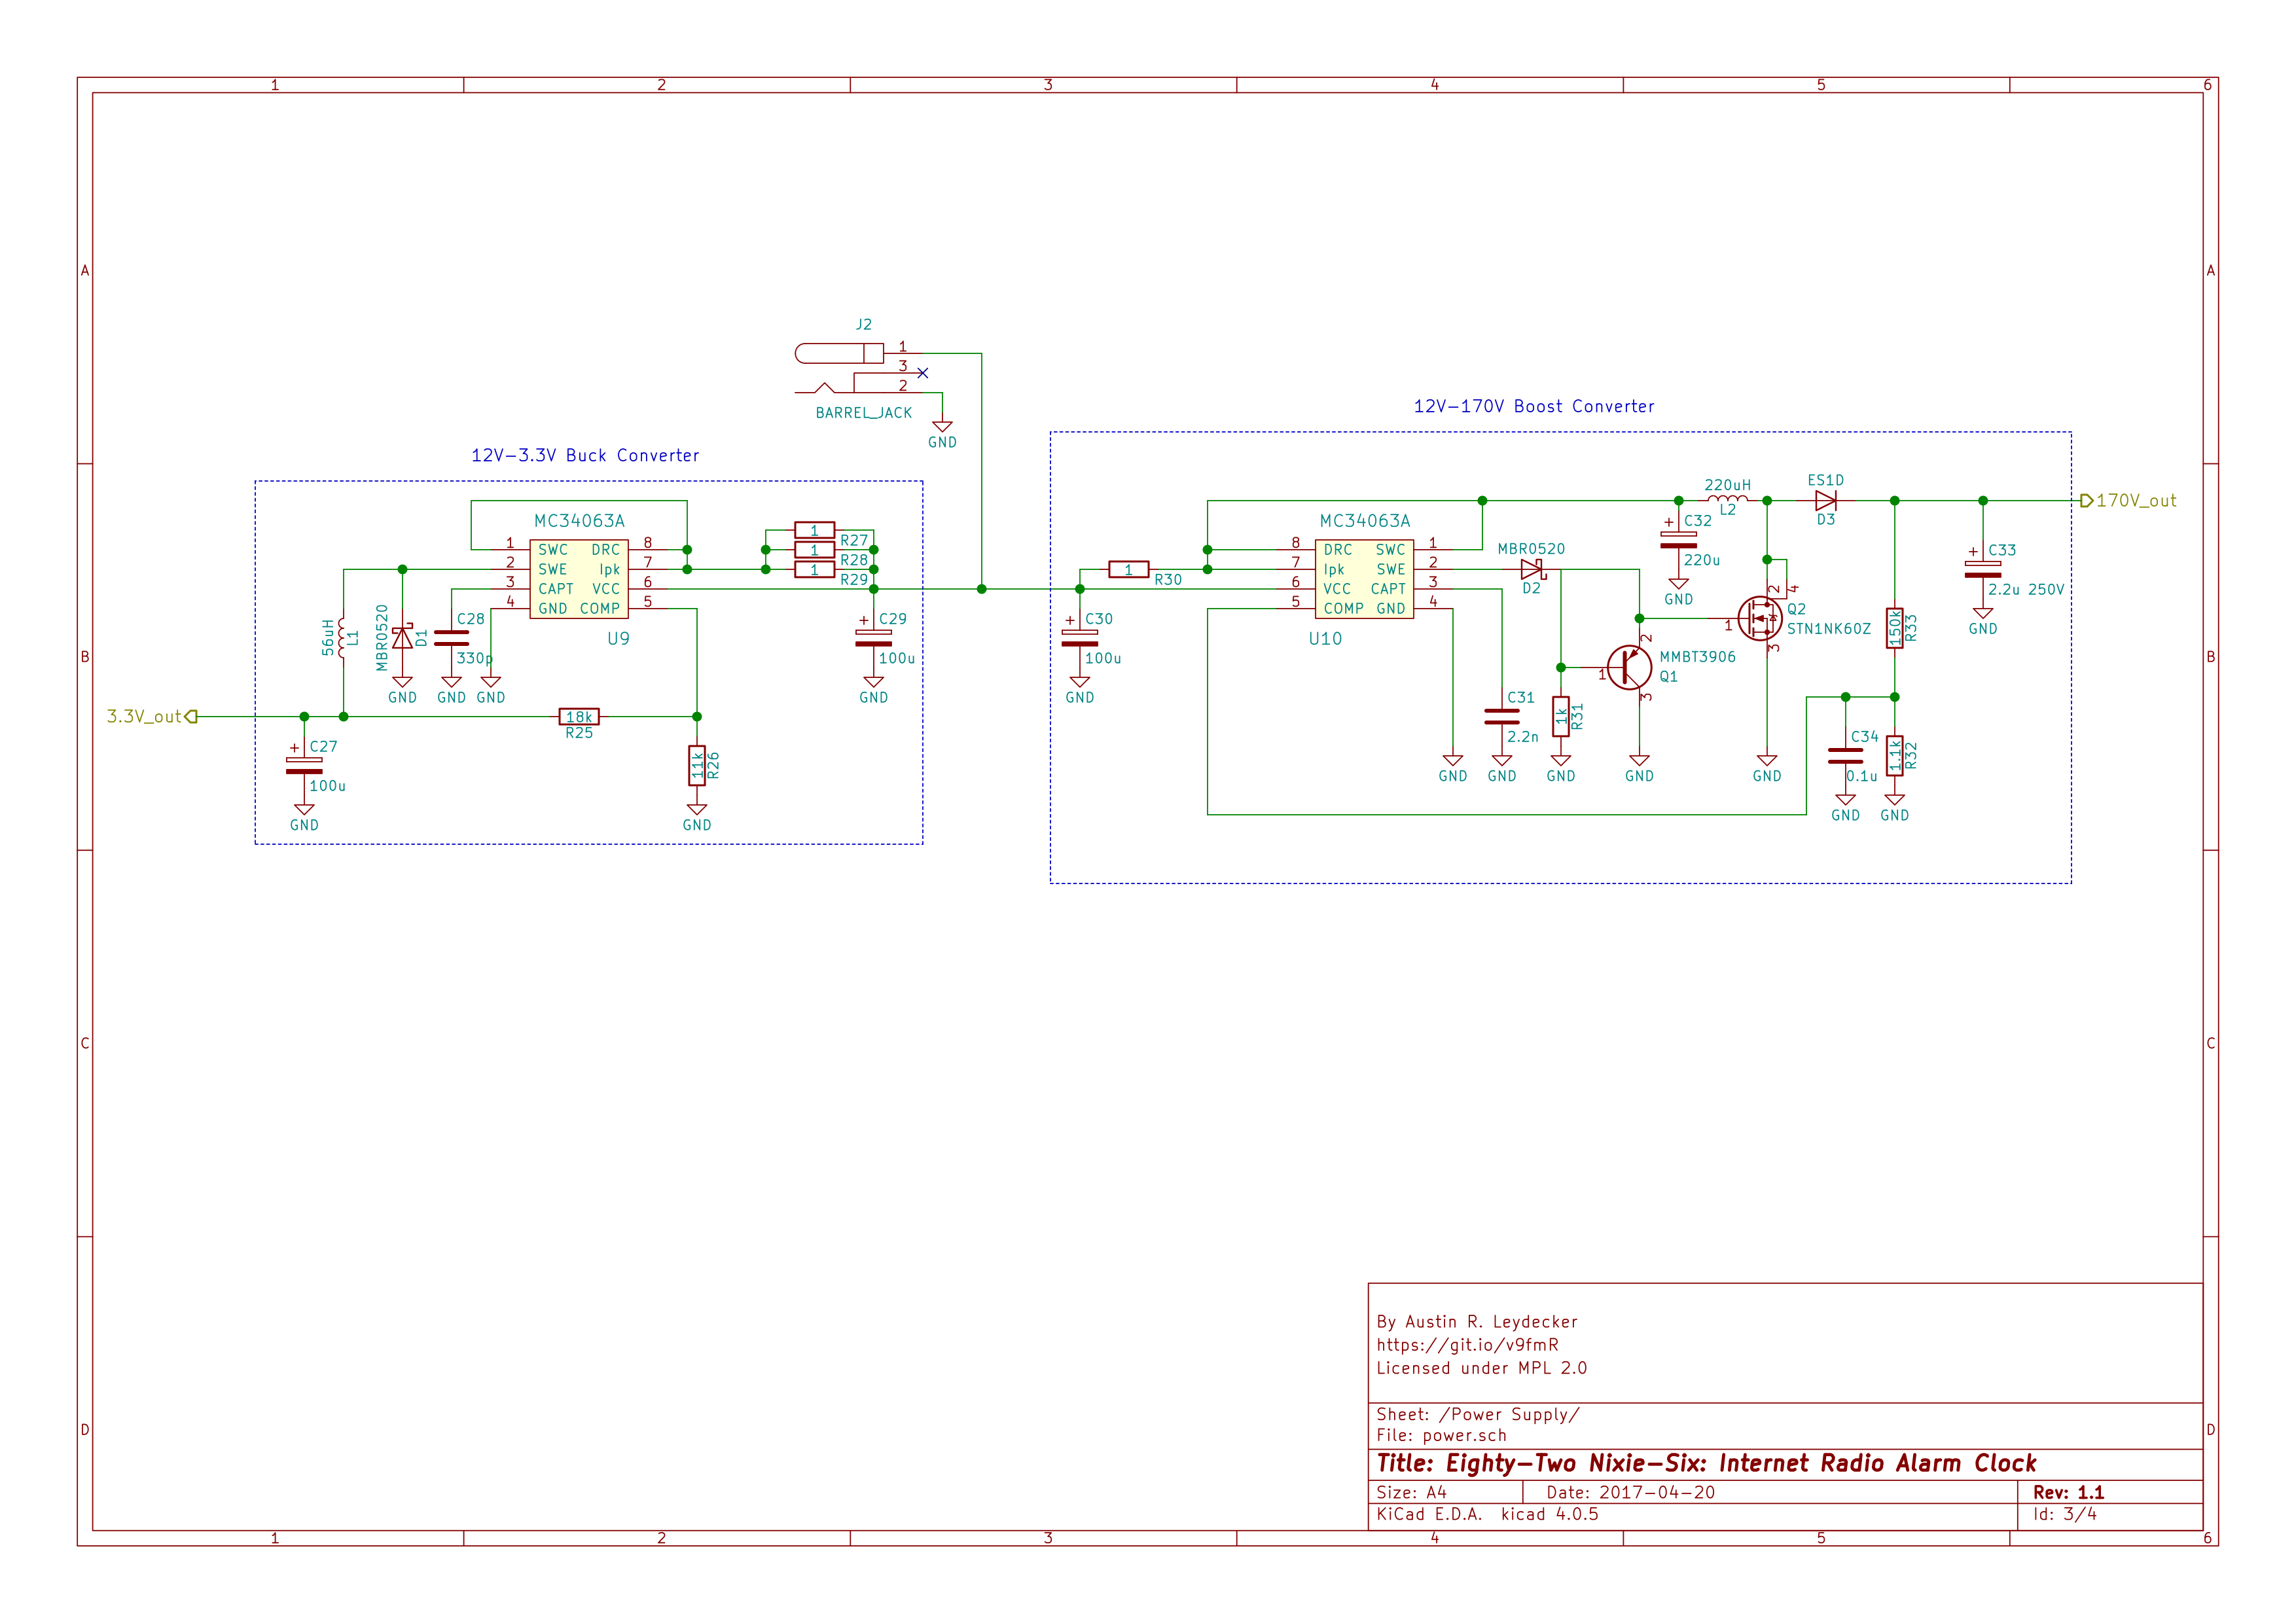 1 2 3 4 5 6
A A
J2
1
3
2
BARREL_JACK
GND
12V-170V Boost Converter
12V-3.3V Buck Converter
MC34063A
1 SWC DRC 8
2 SWE Ipk 7
3 CAPT VCC 6
4 GND COMP 5
U9
1 R27
1 R28
1 R29
56uH L1
MBR0520 D1
C28
330p
GND GND GND
+ C29
100u
GND
3.3V_out
18k
R25
+ C27
100u
GND
11k R26
GND
+ C30
100u
GND
1 R30
MC34063A
8 DRC SWC 1
7 Ipk SWE 2
6 VCC CAPT 3
5 COMP GND 4
U10
MBR0520
D2
220uH
L2
ES1D
D3
170V_out
+ C32
220u
GND
+ C33
2.2u 250V
GND
2 4
Q2
1
STN1NK60Z
3
150k R33
2
MMBT3906
1 Q1
3
C31
2.2n
1k R31
GND GND GND GND GND
C34
0.1u
1.1k R32
GND GND
B B
C C
D D
By Austin R. Leydecker
https://git.io/v9fmR
Licensed under MPL 2.0
Sheet: /Power Supply/
File: power.sch
Title: Eighty-Two Nixie-Six: Internet Radio Alarm Clock
Size: A4 Date: 2017-04-20 Rev: 1.1
KiCad E.D.A. kicad 4.0.5 Id: 3/4
1 2 3 4 5 6